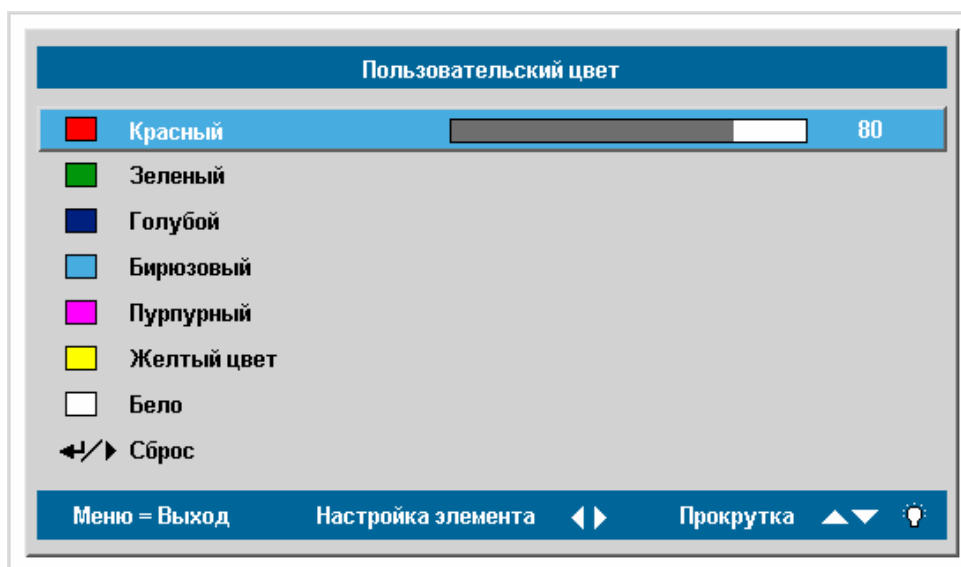 Пользовательский цвет
Красный 80
Зеленый
Голубой
Бирюзовый
Пурпурный
Желтый цвет
Бело
Сброс
Меню = Выход Настройка элемента Прокрутка